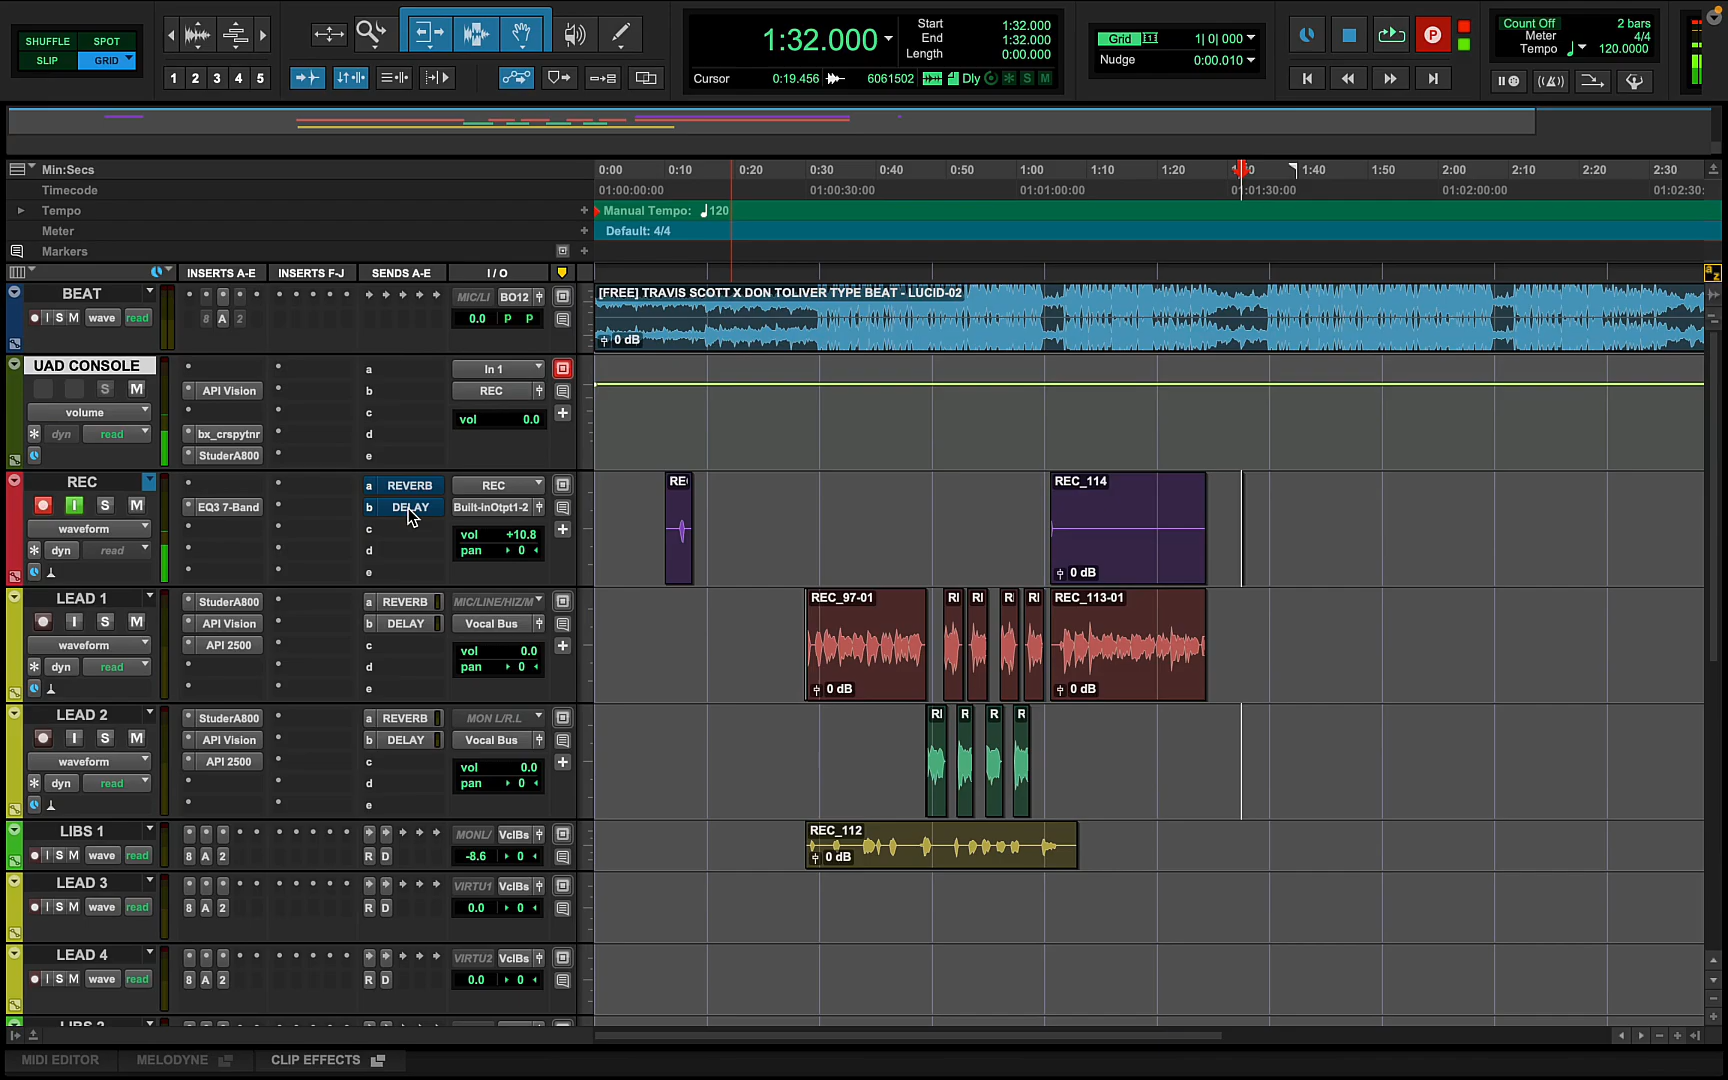 SHUFFLE SPOT
SLIP GRID
1 2 3 4 5
1:32.000
Start 1:32.000
End 1:32.000
Length 0:00.000
Cursor 0:19.456 6061502 Dly S M
Grid 1| 0| 000
Nudge 0:00.010
P
Count Off 2 bars
Meter 4/4
Tempo 120.0000
Min:Secs 0:00 0:10 0:20 0:30 0:40 0:50 1:00 1:10 1:20 1:40 1:50 2:00 2:10 2:20 2:30
Timecode 01:00:00:00 01:00:30:00 01:01:00:00 01:01:30:00 01:02:00:00 01:02:30:
Tempo Manual Tempo: 120
Meter Default: 4/4
Markers
INSERTS A-E INSERTS F-J SENDS A-E I / O
BEAT MIC/LI BO12 [FREE] TRAVIS SCOTT X DON TOLIVER TYPE BEAT - LUCID-02
I S M wave read 8 A 2 0.0 P P
0 dB
UAD CONSOLE a In 1
S M API Vision b REC
volume c vol 0.0
dyn read bx_crspytnr d
StuderA800 e
REC a REVERB REC REC_114
I S M EQ3 7-Band b DELAY Built-inOtpt1-2
waveform c vol +10.8
dyn read d pan 0
e 0 dB
LEAD 1 StuderA800 a REVERB MIC/LINE/HIZ/M REC_97-01 REC_113-01
I S M API Vision b DELAY Vocal Bus
waveform API 2500 c vol 0.0
dyn read d pan 0
e 0 dB 0 dB
LEAD 2 StuderA800 a REVERB MON L/R.L R R R
I S M API Vision b DELAY Vocal Bus
waveform API 2500 c vol 0.0
dyn read d pan 0
e
LIBS 1 MONL/ VclBs REC_112
I S M wave read 8 A 2 R D -8.6 0 0 dB
LEAD 3 VIRTU1 VclBs
I S M wave read 8 A 2 R D 0.0 0
LEAD 4 VIRTU2 VclBs
I S M wave read 8 A 2 R D 0.0 0
MIDI EDITOR MELODYNE CLIP EFFECTS